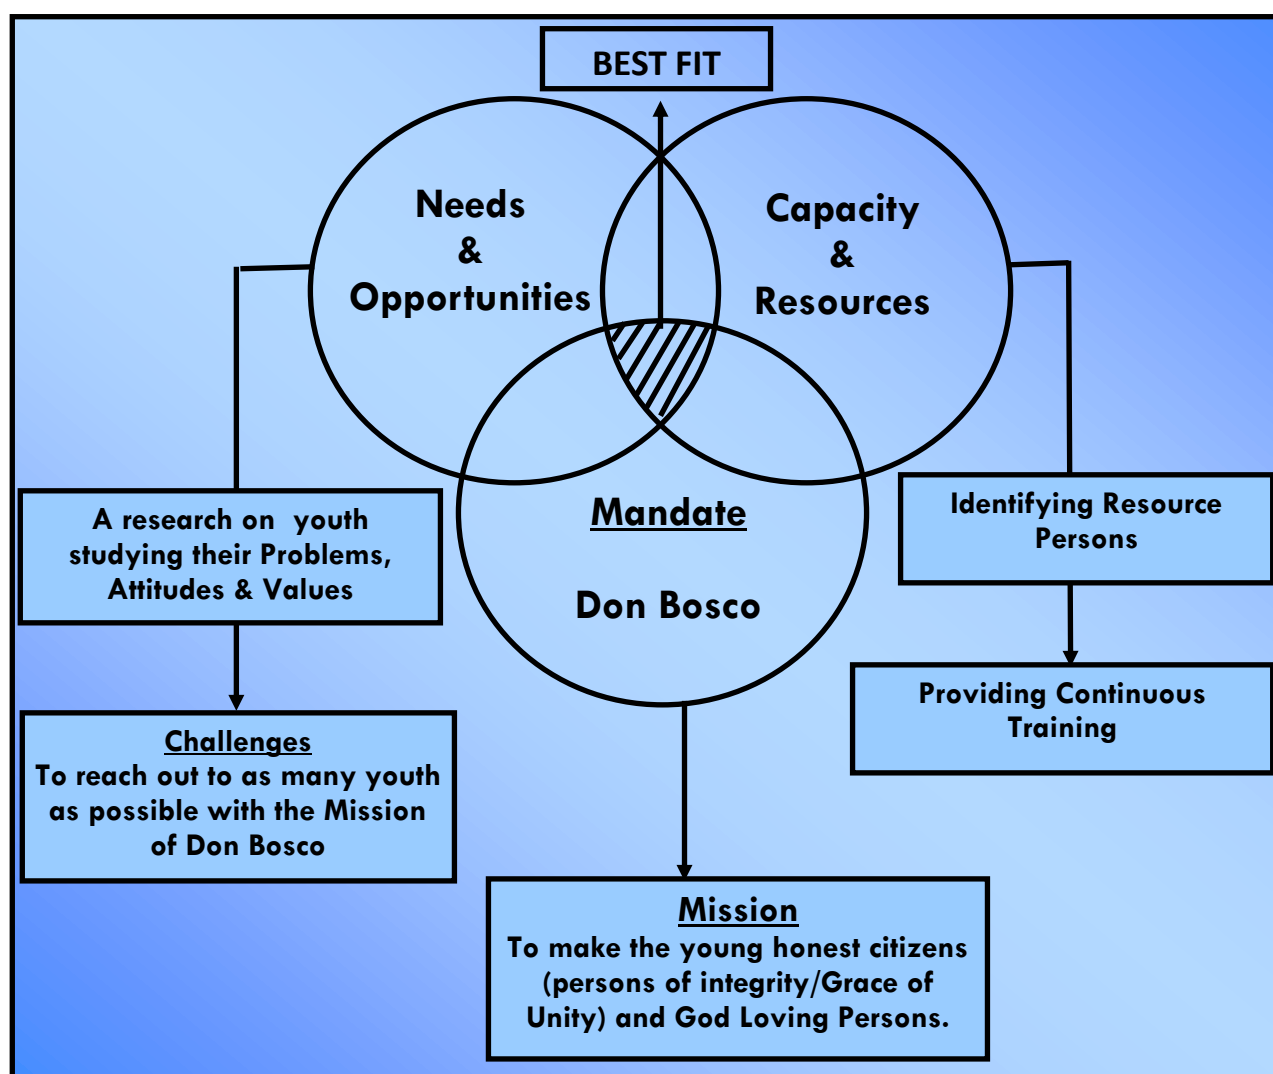 BEST FIT
Needs
&
Opportunities
Capacity
&
Resources
Mandate
Don Bosco
A research on youth
studying their Problems,
Attitudes & Values
Challenges
To reach out to as many youth
as possible with the Mission
of Don Bosco
Identifying Resource
Persons
Providing Continuous
Training
Mission
To make the young honest citizens
(persons of integrity/Grace of
Unity) and God Loving Persons.